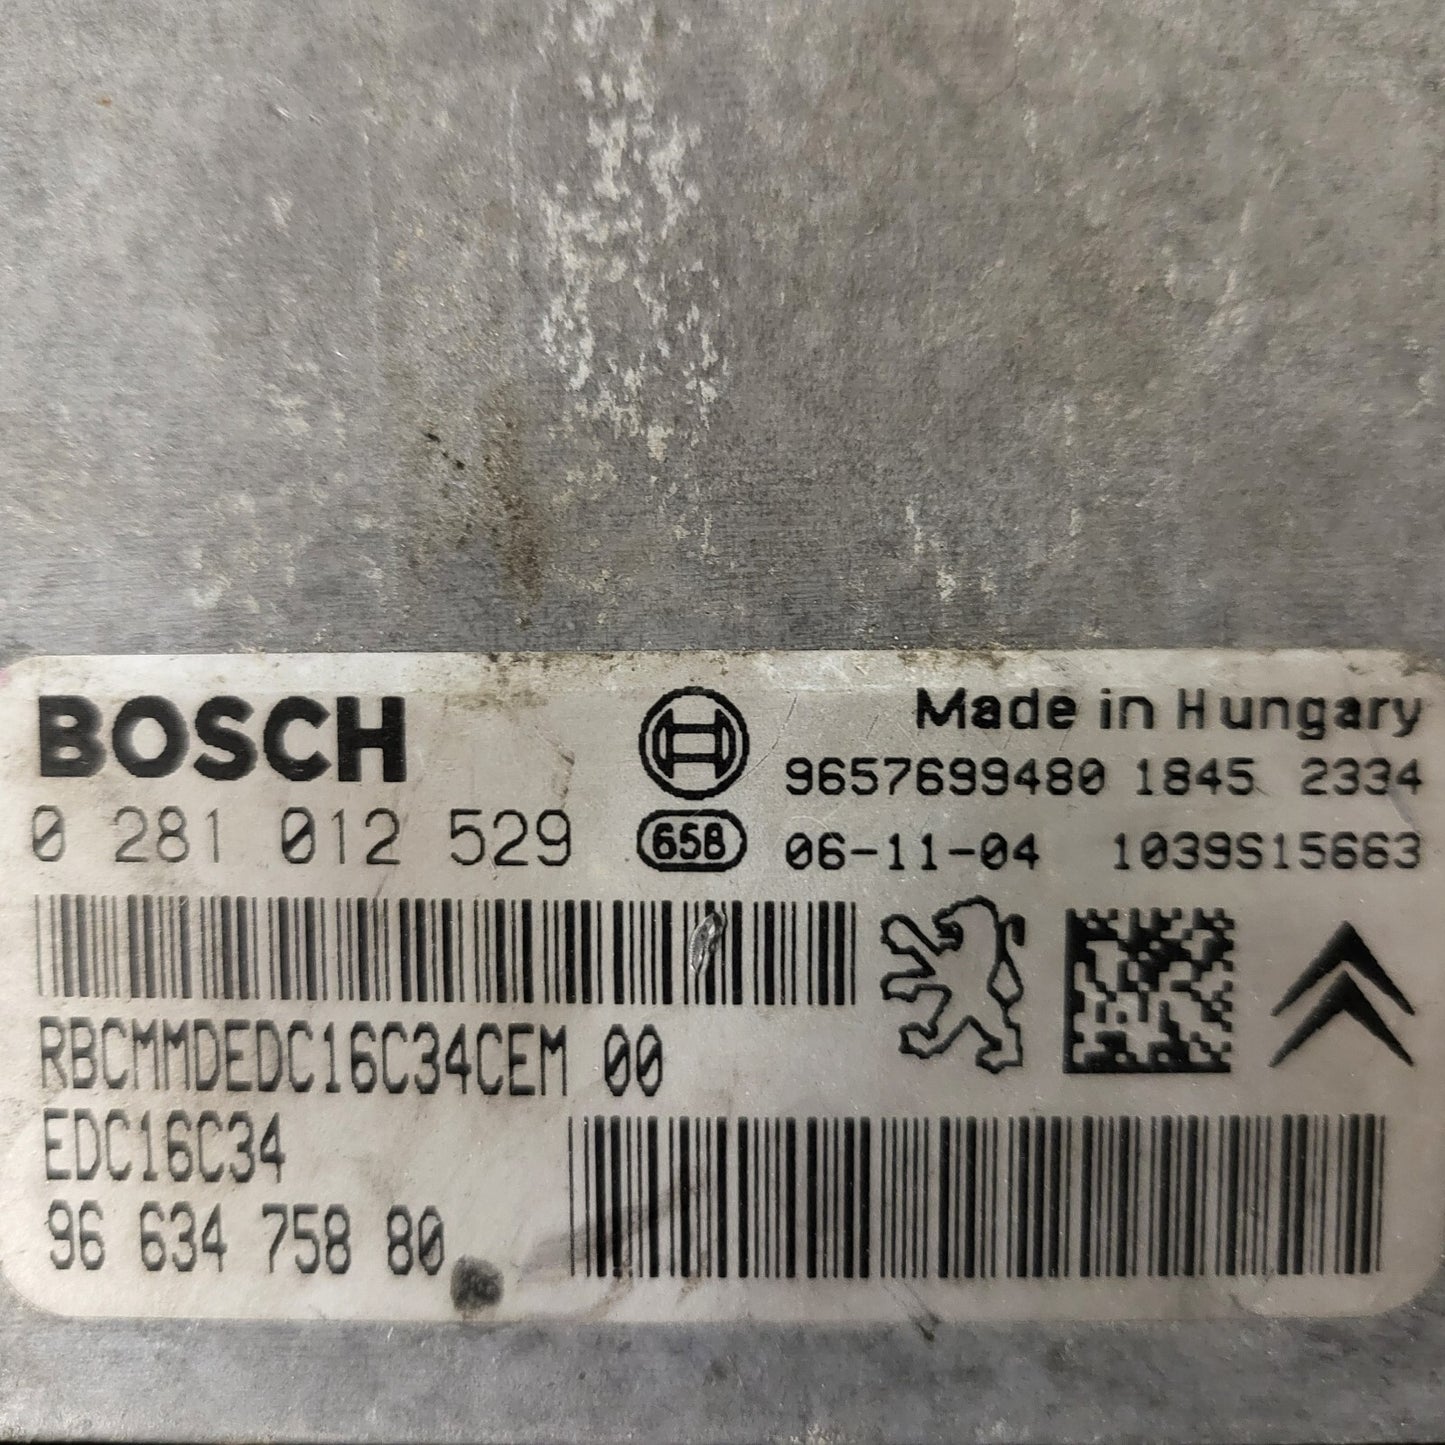 BOSCH
Made in Hungary
9657699480 1845 2334
0 281 012 529
658
06-11-04 1039S15663
RBCMMDEDC16C34CEM 00
EDC16C34
96 634 758 80